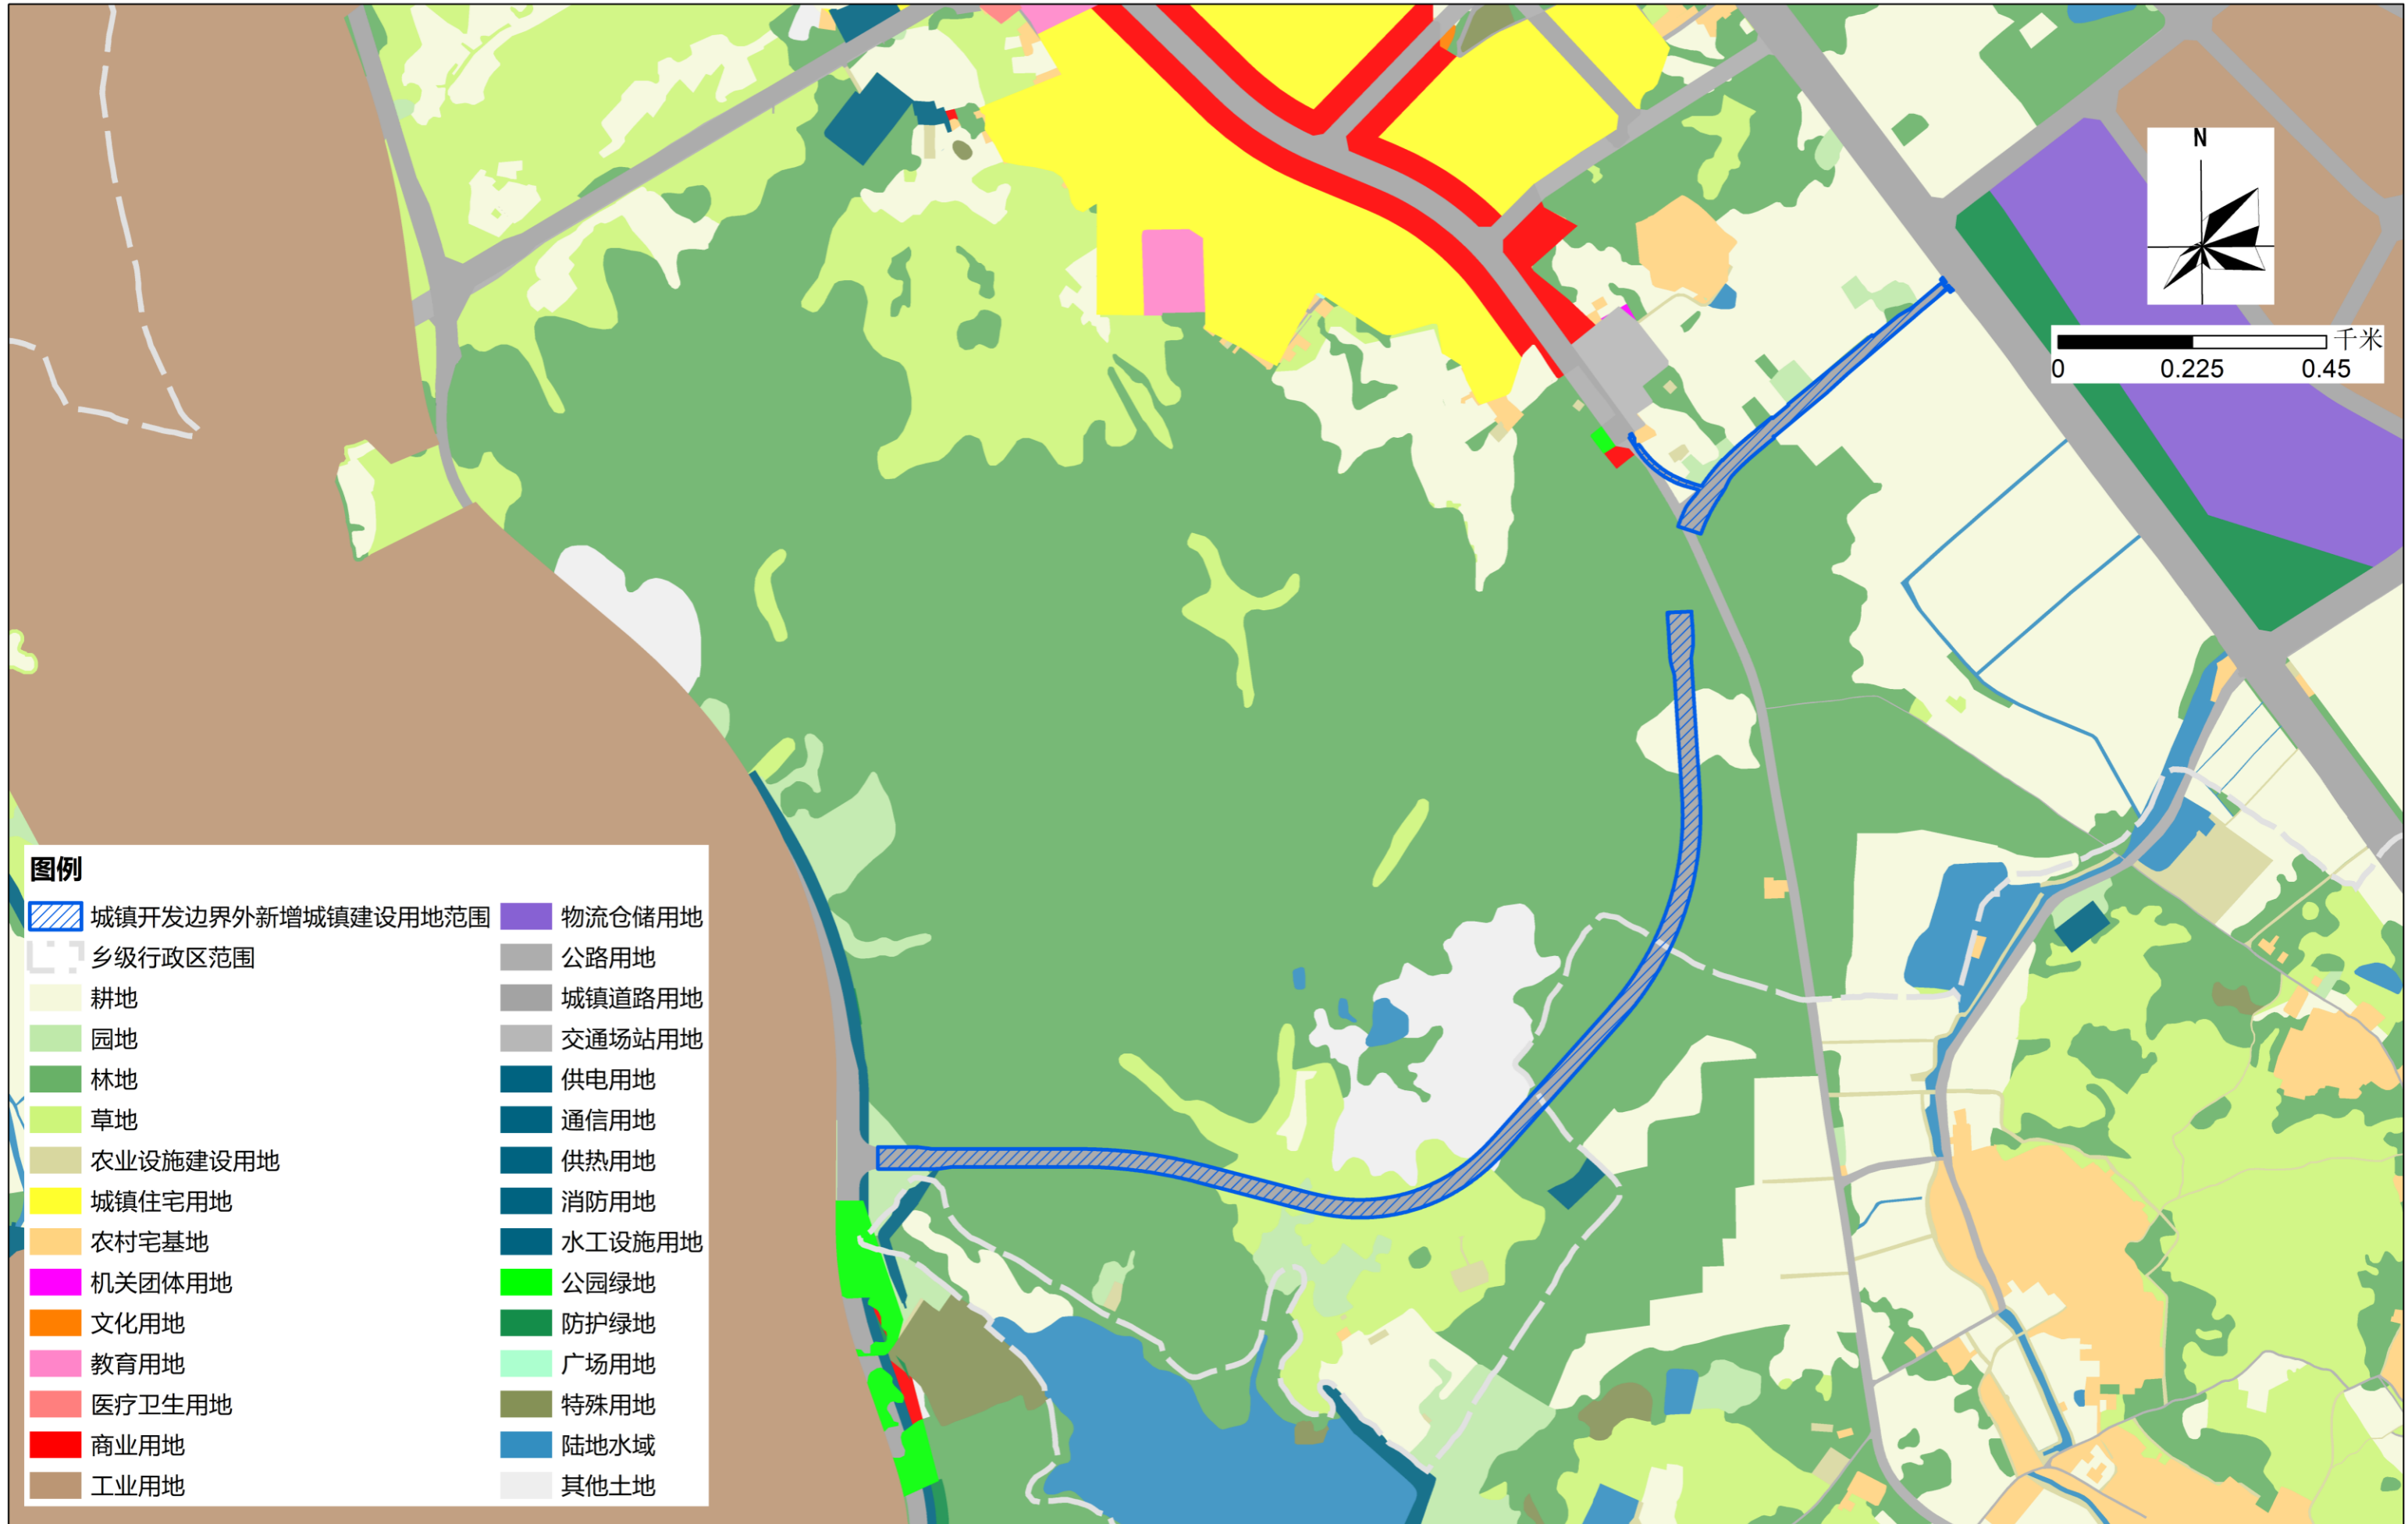 N
千米
0 0.225 0.45
图例
城镇开发边界外新增城镇建设用地范围
乡级行政区范围
耕地
园地
林地
草地
农业设施建设用地
城镇住宅用地
农村宅基地
机关团体用地
文化用地
教育用地
医疗卫生用地
商业用地
工业用地
物流仓储用地
公路用地
城镇道路用地
交通场站用地
供电用地
通信用地
供热用地
消防用地
水工设施用地
公园绿地
防护绿地
广场用地
特殊用地
陆地水域
其他土地